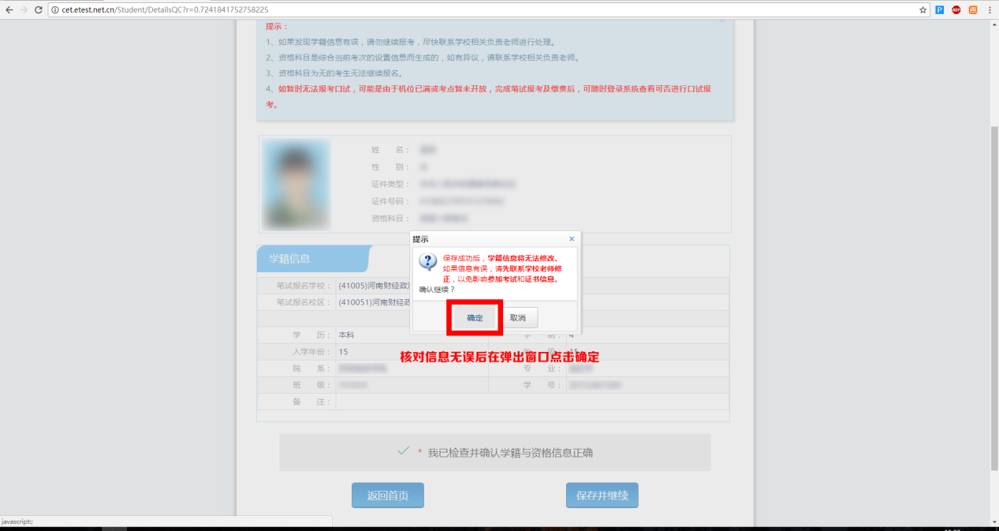 cet.etest.net.cn/Student/DetailsQC?r=0.7241841752758225
提示：
1、如果发现学籍信息有误，请勿继续报考，尽快联系学校相关负责老师进行处理。
2、资格科目是综合当前考次的设置信息而生成的，如有异议，请联系学校相关负责老师。
3、资格科目为无的考生无法继续报名。
4、如暂时无法报考口试，可能是由于机位已满或考点暂未开放，完成笔试报考及缴费后，可随时登录系统查看可否进行口试报
考。
姓 名：
性 别：
证件类型：
证件号码：
资格科目：
提示
×
保存成功后，学籍信息将无法修改。
如果信息有误，请先联系学校老师修
正，以免影响参加考试和证书信息。
确认继续？
确定 取消
学籍信息
笔试报名学校： (41005)河南财经政
笔试报名校区： (410051)河南财经政
学 历： 本科 学 制： 4
入学年份： 15 年 级： 15
核对信息无误后在弹出窗口点击确定
院 系： 专 业：
班 级： 学 号：
备 注：
* 我已检查并确认学籍与资格信息正确
返回首页 保存并继续
javascript:;